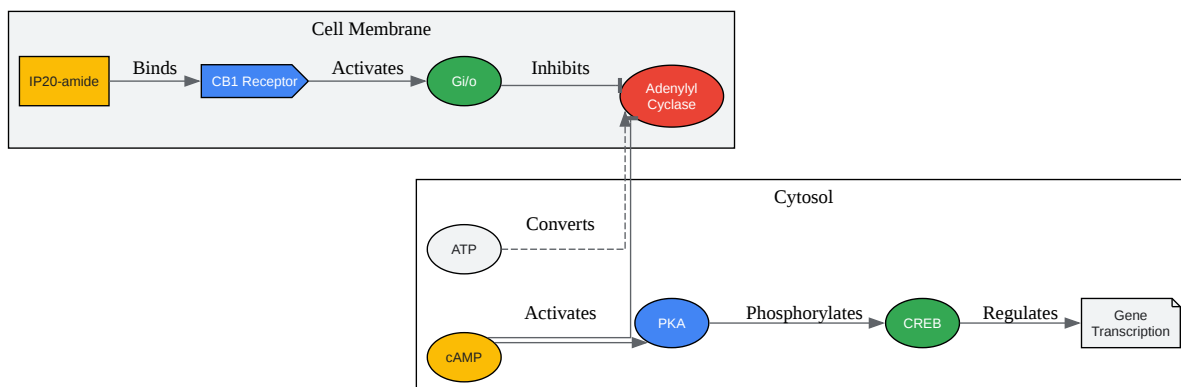 Cell Membrane
IP20-amide
Binds
CB1 Receptor
Activates
Gi/o
Inhibits
Adenylyl
Cyclase
Cytosol
ATP
Converts
cAMP
Activates
PKA
Phosphorylates
CREB
Regulates
Gene
Transcription